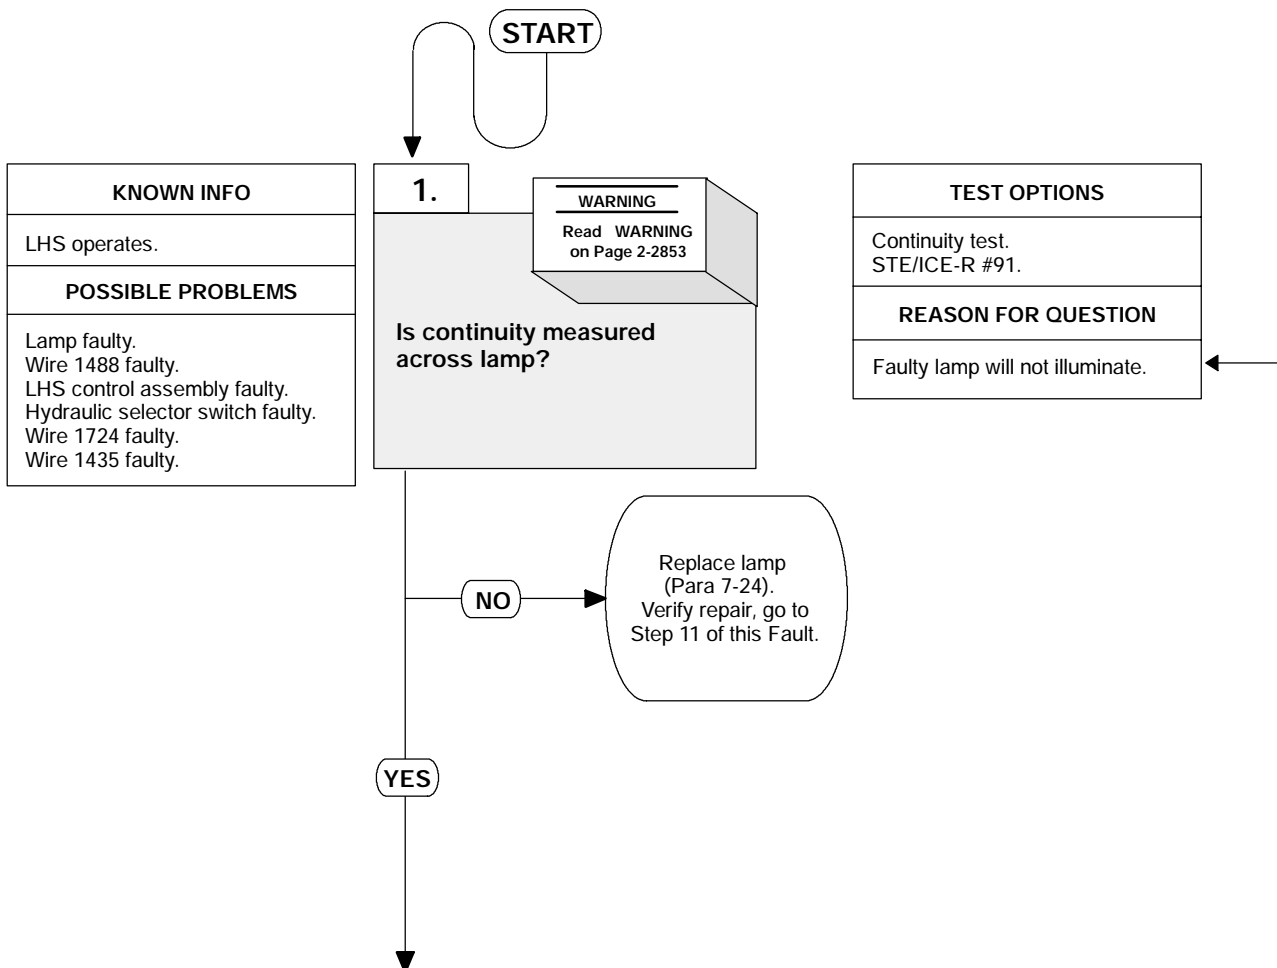 START
KNOWN INFO
LHS operates.
POSSIBLE PROBLEMS
Lamp faulty.
Wire 1488 faulty.
LHS control assembly faulty.
Hydraulic selector switch faulty.
Wire 1724 faulty.
Wire 1435 faulty.
1.
WARNING
Read WARNING
on Page 2-2853
Is continuity measured
across lamp?
TEST OPTIONS
Continuity test.
STE/ICE-R #91.
REASON FOR QUESTION
Faulty lamp will not illuminate.
NO
Replace lamp
(Para 7-24).
Verify repair, go to
Step 11 of this Fault.
YES